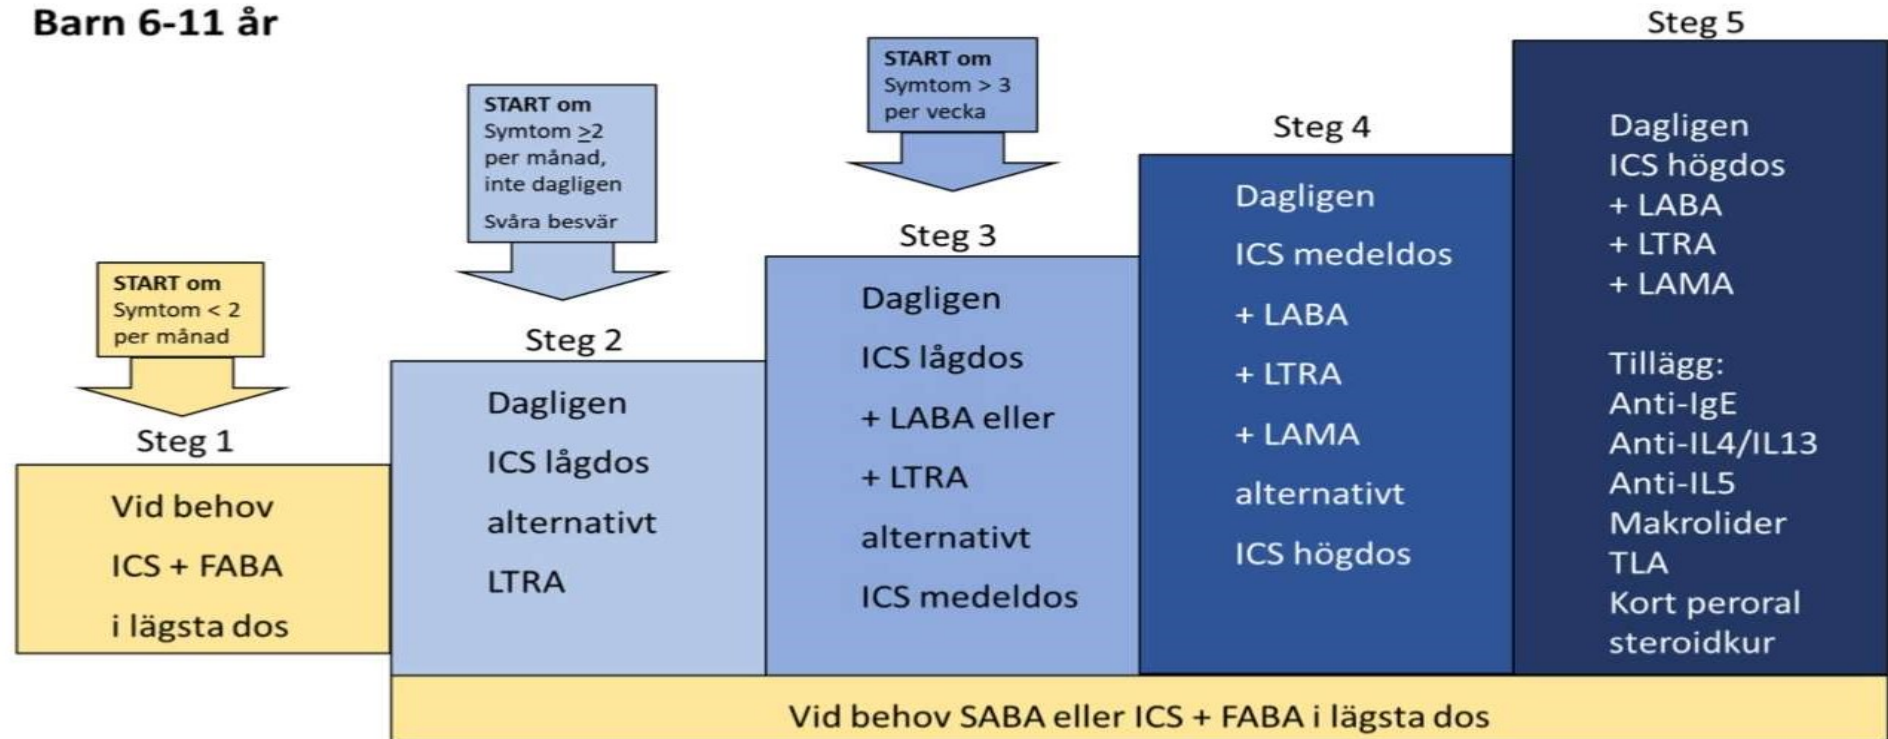 Barn 6-11 år
START om
Symtom < 2
per månad
Steg 1
Vid behov
ICS + FABA
i lägsta dos
START om
Symtom ≥2
per månad,
inte dagligen
Svåra besvär
Steg 2
Dagligen
ICS lågdos
alternativt
LTRA
START om
Symtom > 3
per vecka
Steg 3
Dagligen
ICS lågdos
+ LABA eller
+ LTRA
alternativt
ICS medeldos
Steg 4
Dagligen
ICS medeldos
+ LABA
+ LTRA
+ LAMA
alternativt
ICS högdos
Steg 5
Dagligen
ICS högdos
+ LABA
+ LTRA
+ LAMA
Tillägg:
Anti-IgE
Anti-IL4/IL13
Anti-IL5
Makrolider
TLA
Kort peroral
steroidkur
Vid behov SABA eller ICS + FABA i lägsta dos